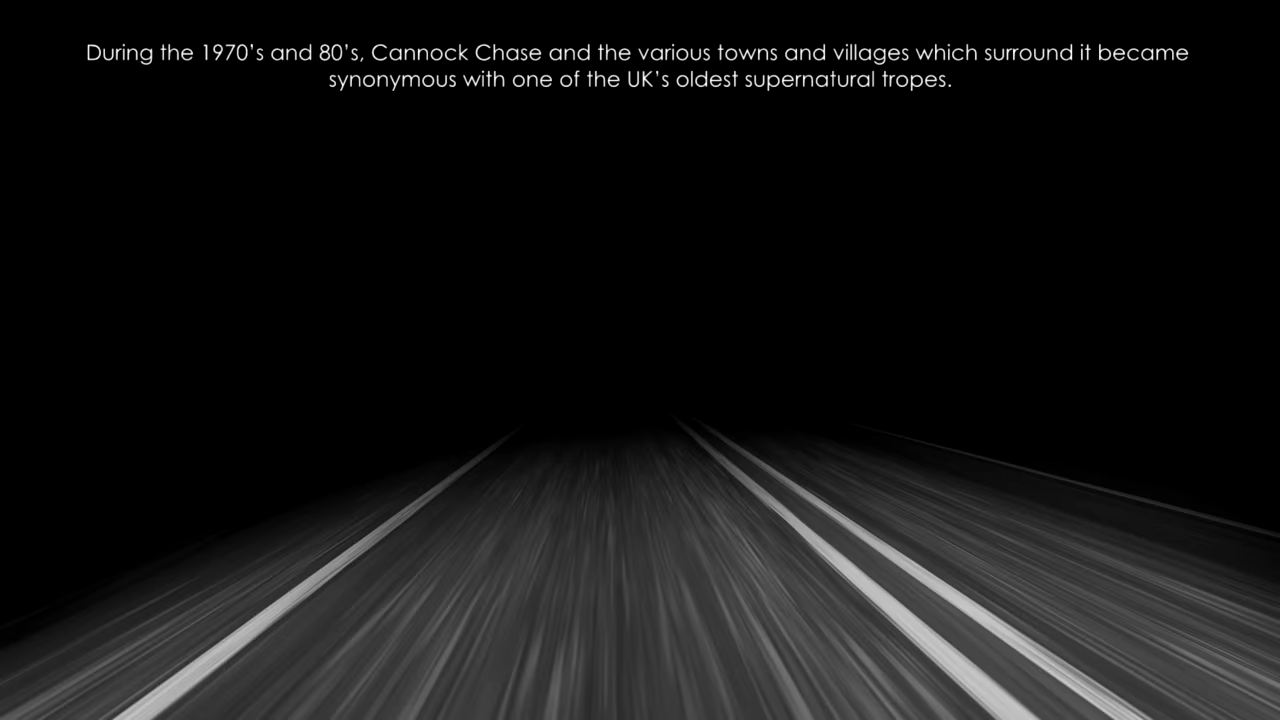 During the 1970’s and 80’s, Cannock Chase and the various towns and villages which surround it became
synonymous with one of the UK’s oldest supernatural tropes.